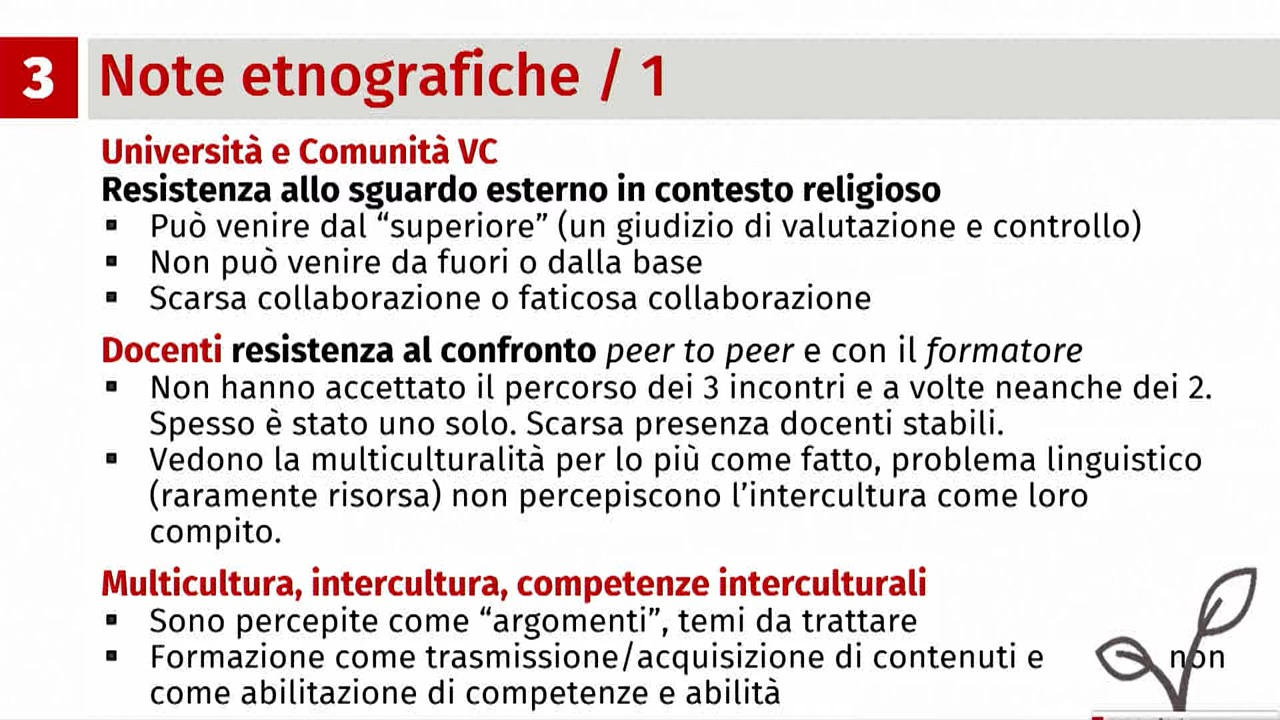 3 Note etnografiche / 1
Università e Comunità VC
Resistenza allo sguardo esterno in contesto religioso
▪ Può venire dal “superiore” (un giudizio di valutazione e controllo)
▪ Non può venire da fuori o dalla base
▪ Scarsa collaborazione o faticosa collaborazione
Docenti resistenza al confronto peer to peer e con il formatore
▪ Non hanno accettato il percorso dei 3 incontri e a volte neanche dei 2.
Spesso è stato uno solo. Scarsa presenza docenti stabili.
▪ Vedono la multiculturalità per lo più come fatto, problema linguistico
(raramente risorsa) non percepiscono l’intercultura come loro
compito.
Multicultura, intercultura, competenze interculturali
▪ Sono percepite come “argomenti”, temi da trattare
▪ Formazione come trasmissione/acquisizione di contenuti e non
come abilitazione di competenze e abilità